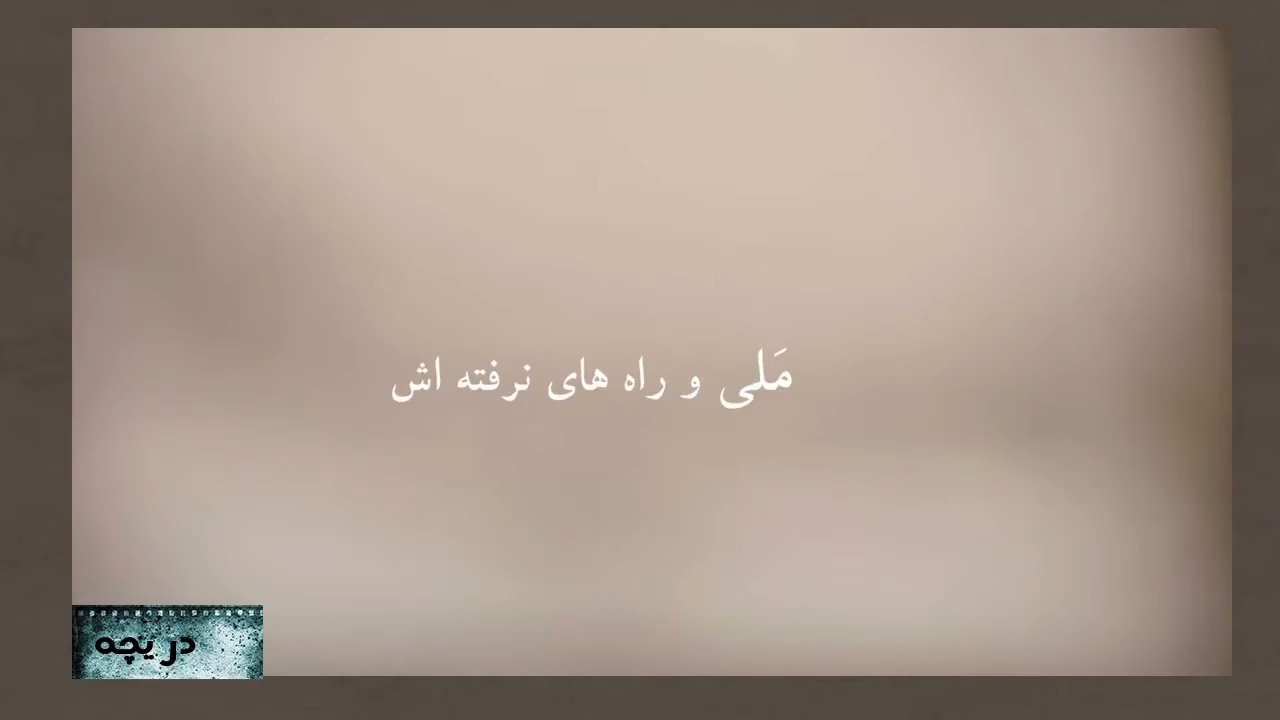 مَلی و راه های نرفته اش
دریچه